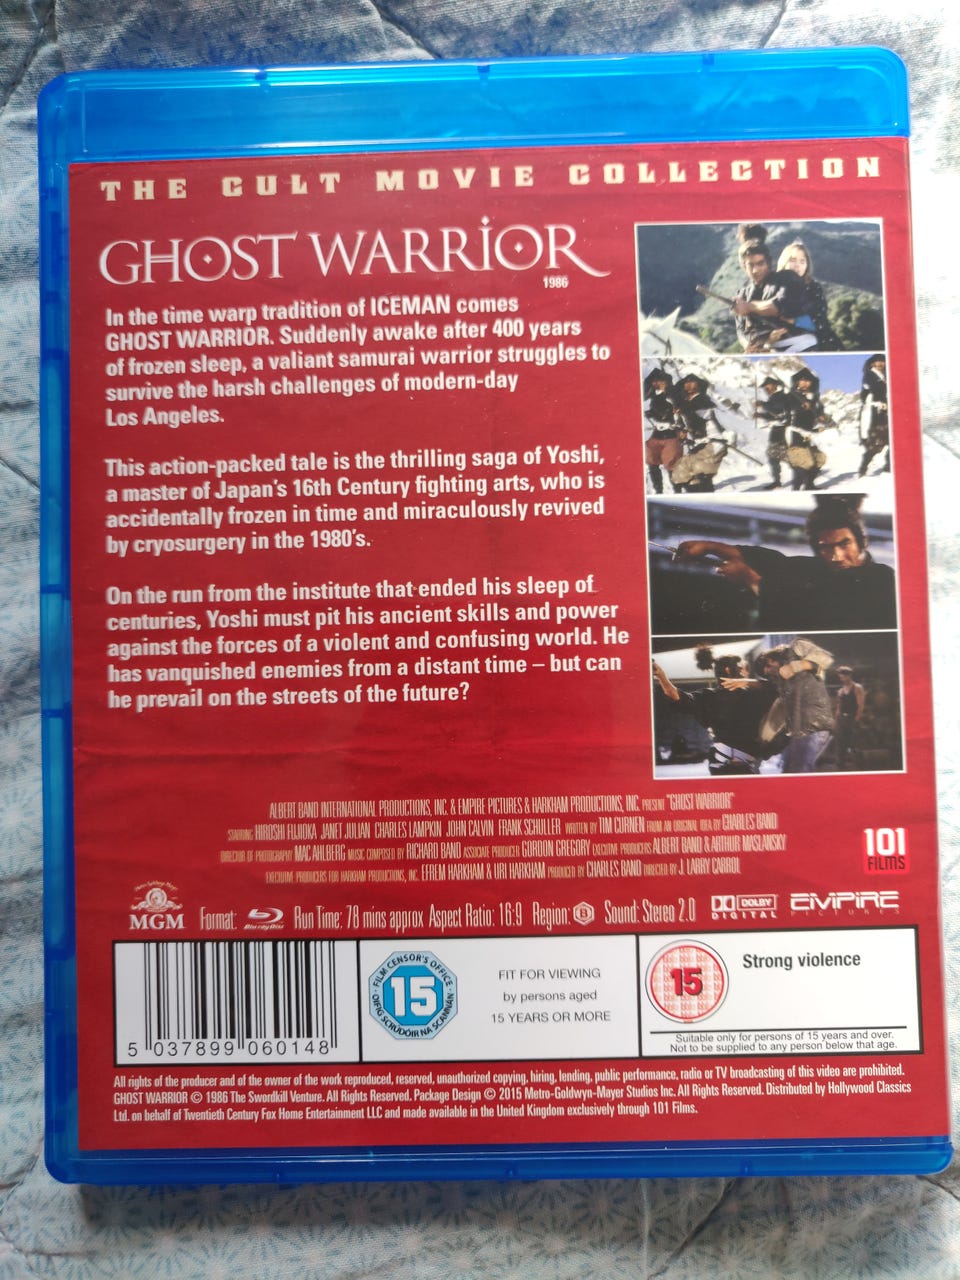 THE CULT MOVIE COLLECTION
GHOST WARRIOR
1986
In the time warp tradition of ICEMAN comes
GHOST WARRIOR. Suddenly awake after 400 years
of frozen sleep, a valiant samurai warrior struggles to
survive the harsh challenges of modern-day
Los Angeles.
This action-packed tale is the thrilling saga of Yoshi,
a master of Japan's 16th Century fighting arts, who is
accidentally frozen in time and miraculously revived
by cryosurgery in the 1980's.
On the run from the institute that ended his sleep of
centuries, Yoshi must pit his ancient skills and power
against the forces of a violent and confusing world. He
has vanquished enemies from a distant time – but can
he prevail on the streets of the future?
ALBERT BAND INTERNATIONAL PRODUCTIONS, INC. & EMPIRE PICTURES & HARKHAM PRODUCTIONS, INC. PRESENT "GHOST WARRIOR"
STARRING HIROSHI FUJIOKA JANET JULIAN CHARLES LAMPKIN JOHN CALVIN FRANK SCHULLER WRITTEN BY TIM CURNEN FROM AN ORIGINAL IDEA BY CHARLES BAND
DIRECTOR OF PHOTOGRAPHY MAC AHLBERG MUSIC COMPOSED BY RICHARD BAND ASSOCIATE PRODUCER GORDON GREGORY EXECUTIVE PRODUCERS ALBERT BAND & ARTHUR MASLANSKY
EXECUTIVE PRODUCERS FOR HARKHAM PRODUCTIONS, INC. EFREM HARKHAM & URI HARKHAM PRODUCED BY CHARLES BAND DIRECTED BY J. LARRY CARROL
101
FILMS
MGM Format: Blu-ray Disc Run Time: 78 mins approx Aspect Ratio: 16:9 Region: B Sound: Stereo 2.0 DOLBY DIGITAL EMPIRE PICTURES
5 037899 060148
FILM CENSOR'S OFFICE
15
OIFIG SCRÚDÓIR NA SCANNÁN
FIT FOR VIEWING
by persons aged
15 YEARS OR MORE
15
Strong violence
Suitable only for persons of 15 years and over.
Not to be supplied to any person below that age.
All rights of the producer and of the owner of the work reproduced, reserved, unauthorized copying, hiring, lending, public performance, radio or TV broadcasting of this video are prohibited.
GHOST WARRIOR © 1986 The Swordkill Venture. All Rights Reserved. Package Design © 2015 Metro-Goldwyn-Mayer Studios Inc. All Rights Reserved. Distributed by Hollywood Classics
Ltd. on behalf of Twentieth Century Fox Home Entertainment LLC and made available in the United Kingdom exclusively through 101 Films.